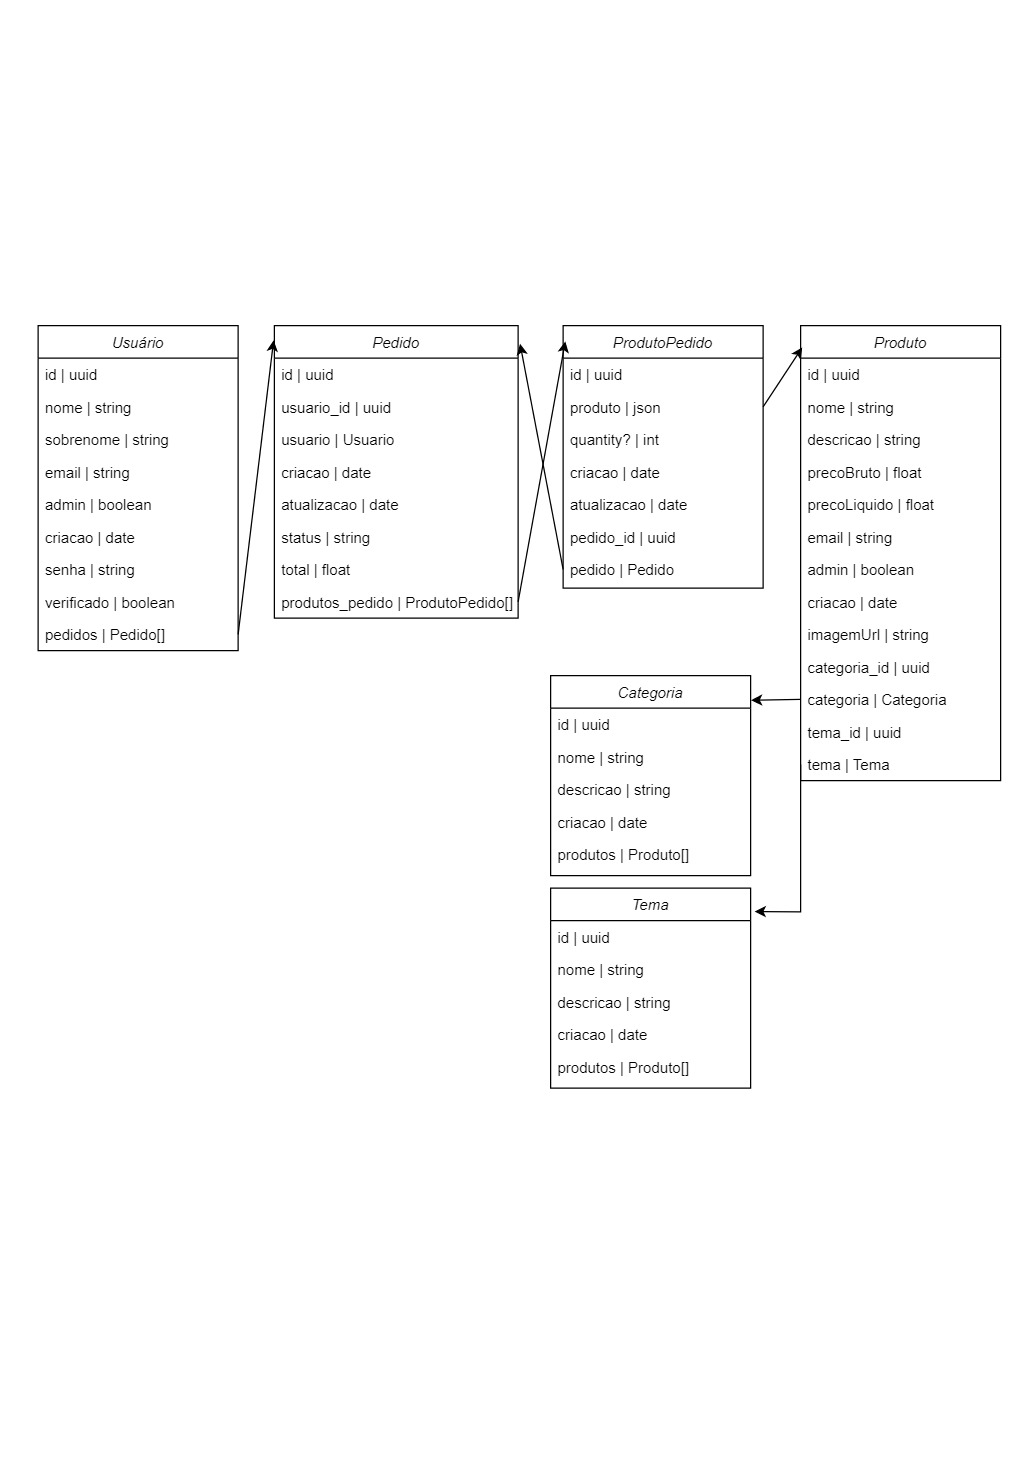 Usuário
id | uuid
nome | string
sobrenome | string
email | string
admin | boolean
criacao | date
senha | string
verificado | boolean
pedidos | Pedido[]
Pedido
id | uuid
usuario_id | uuid
usuario | Usuario
criacao | date
atualizacao | date
status | string
total | float
produtos_pedido | ProdutoPedido[]
ProdutoPedido
id | uuid
produto | json
quantity? | int
criacao | date
atualizacao | date
pedido_id | uuid
pedido | Pedido
Produto
id | uuid
nome | string
descricao | string
precoBruto | float
precoLiquido | float
email | string
admin | boolean
criacao | date
imagemUrl | string
categoria_id | uuid
categoria | Categoria
tema_id | uuid
tema | Tema
Categoria
id | uuid
nome | string
descricao | string
criacao | date
produtos | Produto[]
Tema
id | uuid
nome | string
descricao | string
criacao | date
produtos | Produto[]